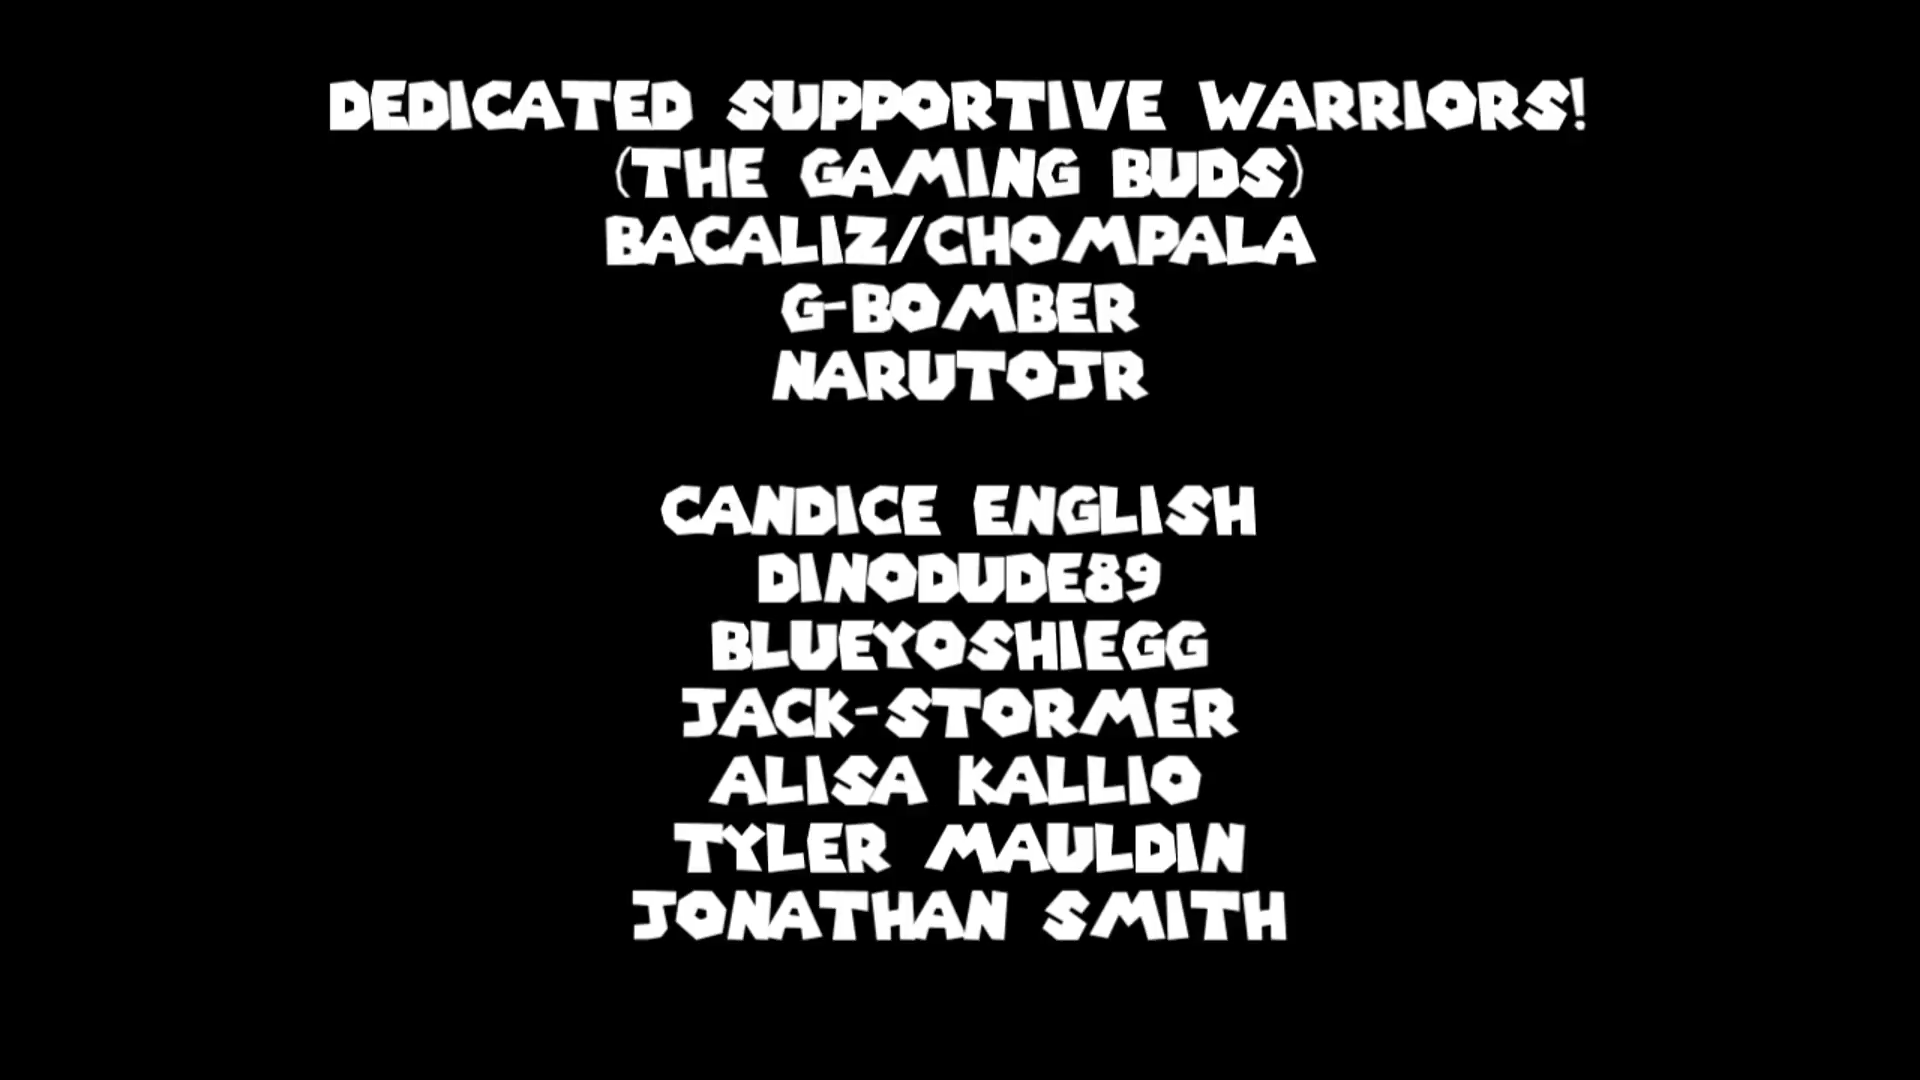 DEDICATED SUPPORTIVE WARRIORS!
(THE GAMING BUDS)
BACALIZ/CHOMPALA
G-BOMBER
NARUTOJR
CANDICE ENGLISH
DINODUDE89
BLUEYOSHIEGG
JACK-STORMER
ALISA KALLIO
TYLER MAULDIN
JONATHAN SMITH